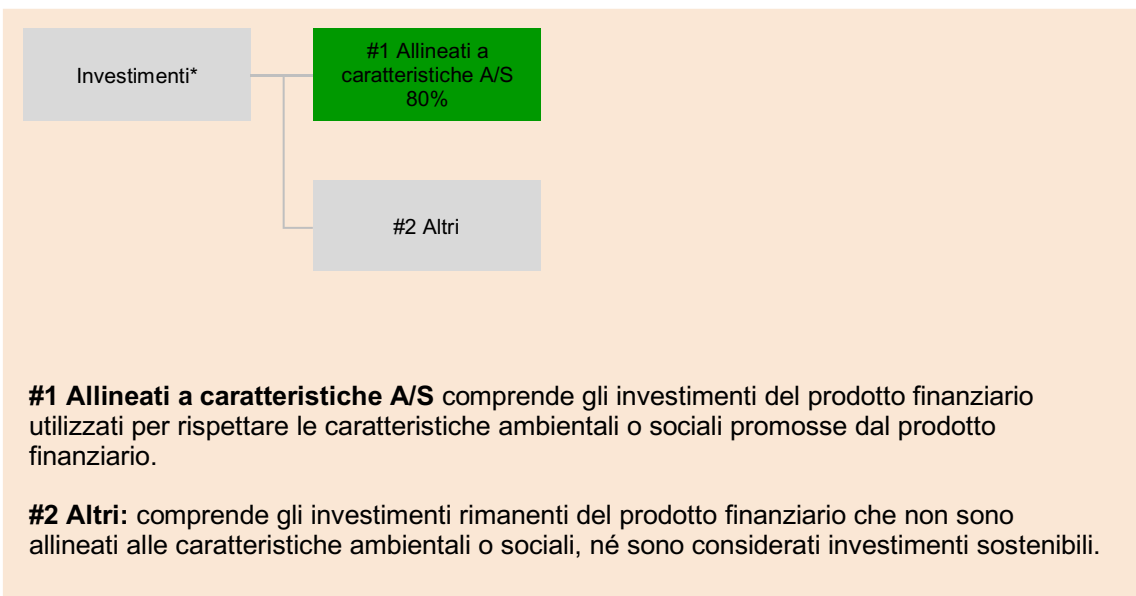 Investimenti*
#1 Allineati a
caratteristiche A/S
80%
#2 Altri
#1 Allineati a caratteristiche A/S comprende gli investimenti del prodotto finanziario
utilizzati per rispettare le caratteristiche ambientali o sociali promosse dal prodotto
finanziario.
#2 Altri: comprende gli investimenti rimanenti del prodotto finanziario che non sono
allineati alle caratteristiche ambientali o sociali, né sono considerati investimenti sostenibili.